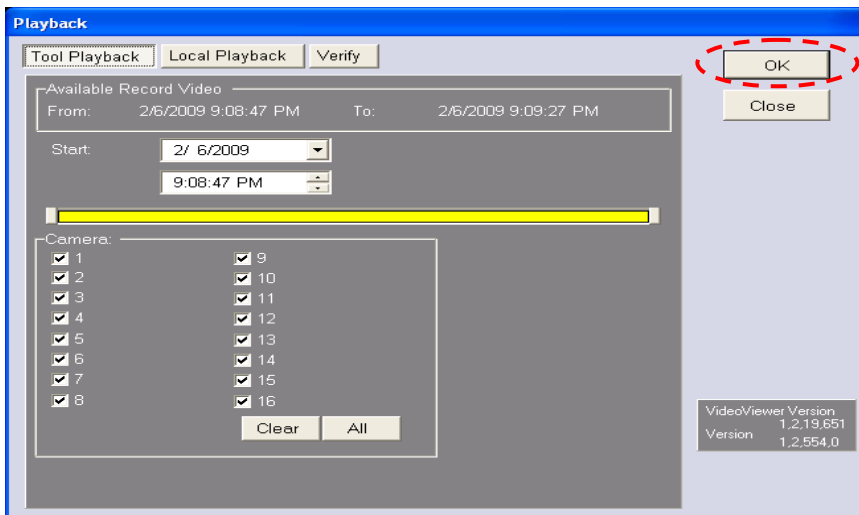 Playback
Tool Playback Local Playback Verify
OK
Close
Available Record Video
From: 2/6/2009 9:08:47 PM To: 2/6/2009 9:09:27 PM
Start: 2/ 6/2009
9:08:47 PM
Camera:
1 9
2 10
3 11
4 12
5 13
6 14
7 15
8 16
Clear All
VideoViewer Version
1,2,19,651
Version
1,2,554,0